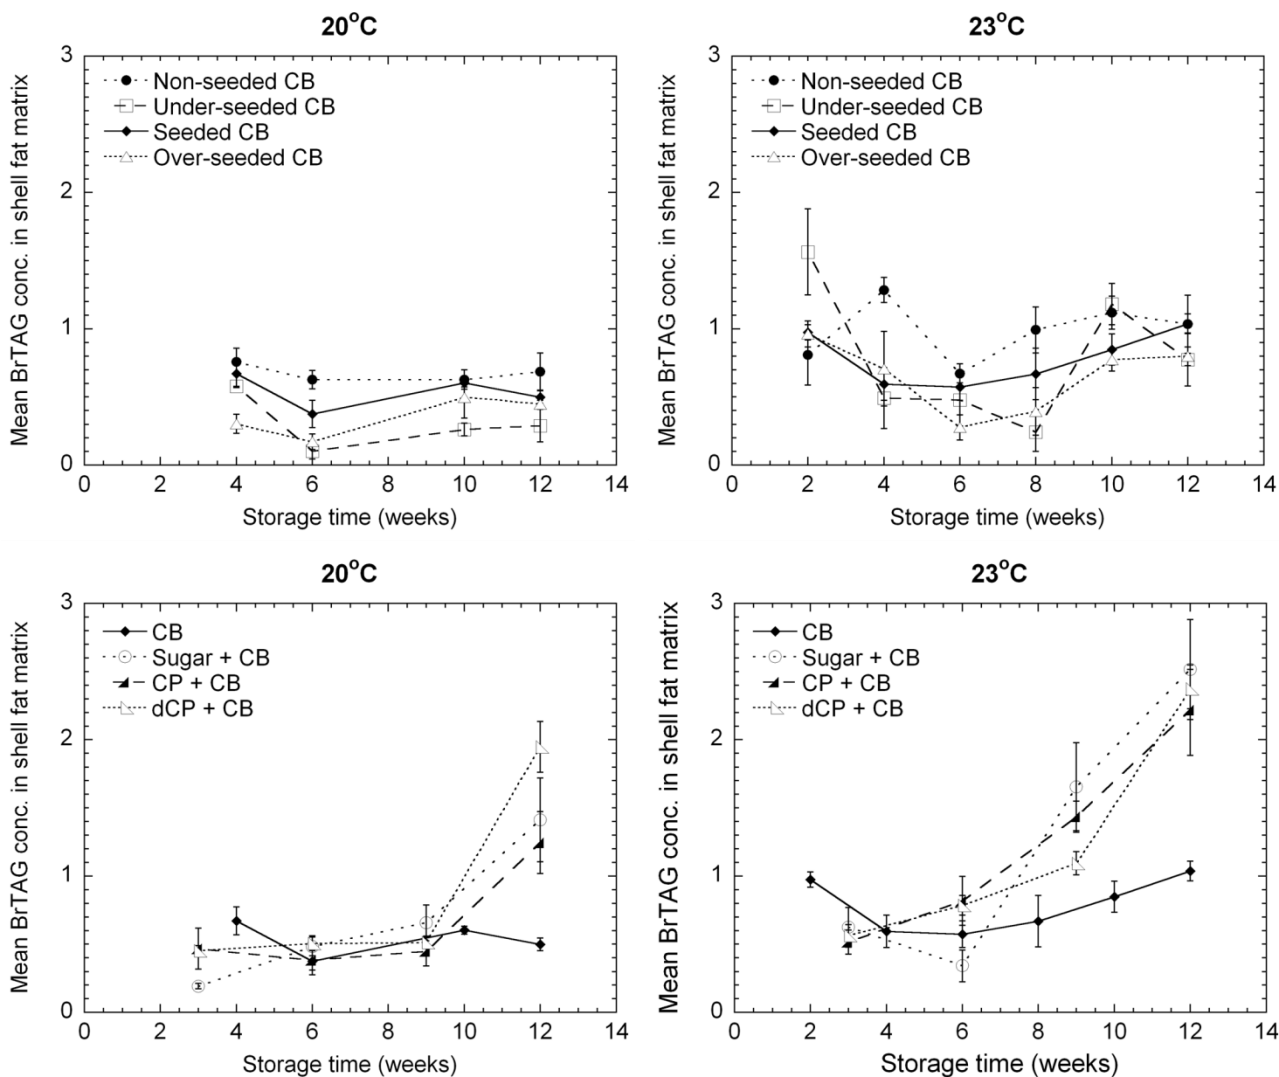 20°C
3
2
1
0
Mean BrTAG conc. in shell fat matrix
Non-seeded CB
Under-seeded CB
Seeded CB
Over-seeded CB
0 2 4 6 8 10 12 14
Storage time (weeks)
23°C
3
2
1
0
Mean BrTAG conc. in shell fat matrix
Non-seeded CB
Under-seeded CB
Seeded CB
Over-seeded CB
0 2 4 6 8 10 12 14
Storage time (weeks)
20°C
3
2
1
0
Mean BrTAG conc. in shell fat matrix
CB
Sugar + CB
CP + CB
dCP + CB
0 2 4 6 8 10 12 14
Storage time (weeks)
23°C
3
2
1
0
Mean BrTAG conc. in shell fat matrix
CB
Sugar + CB
CP + CB
dCP + CB
0 2 4 6 8 10 12 14
Storage time (weeks)